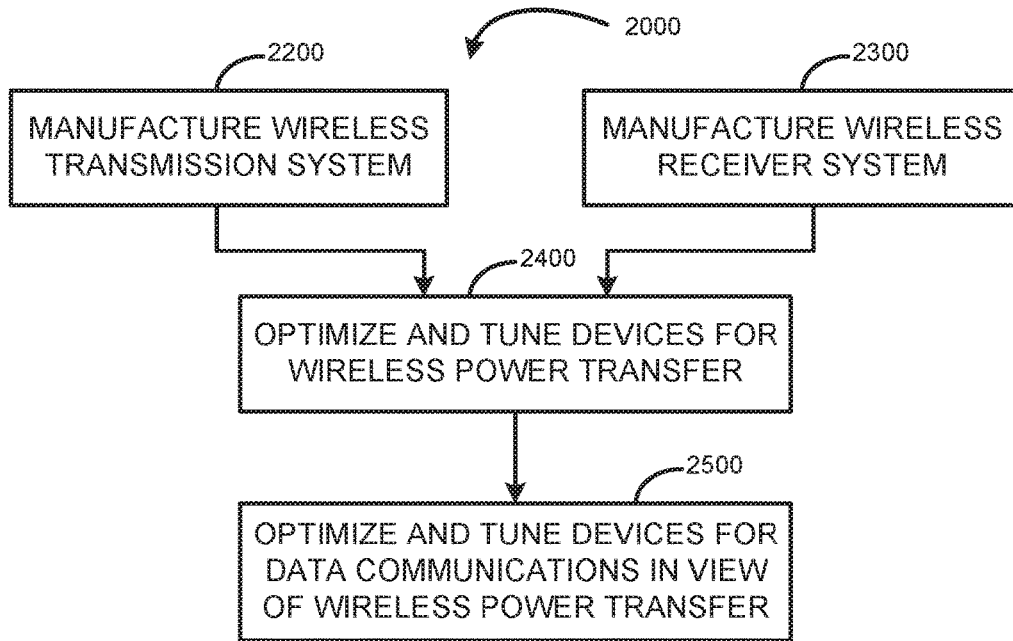 2000
2200
2300
MANUFACTURE WIRELESS
TRANSMISSION SYSTEM
MANUFACTURE WIRELESS
RECEIVER SYSTEM
2400
OPTIMIZE AND TUNE DEVICES FOR
WIRELESS POWER TRANSFER
2500
OPTIMIZE AND TUNE DEVICES FOR
DATA COMMUNICATIONS IN VIEW
OF WIRELESS POWER TRANSFER